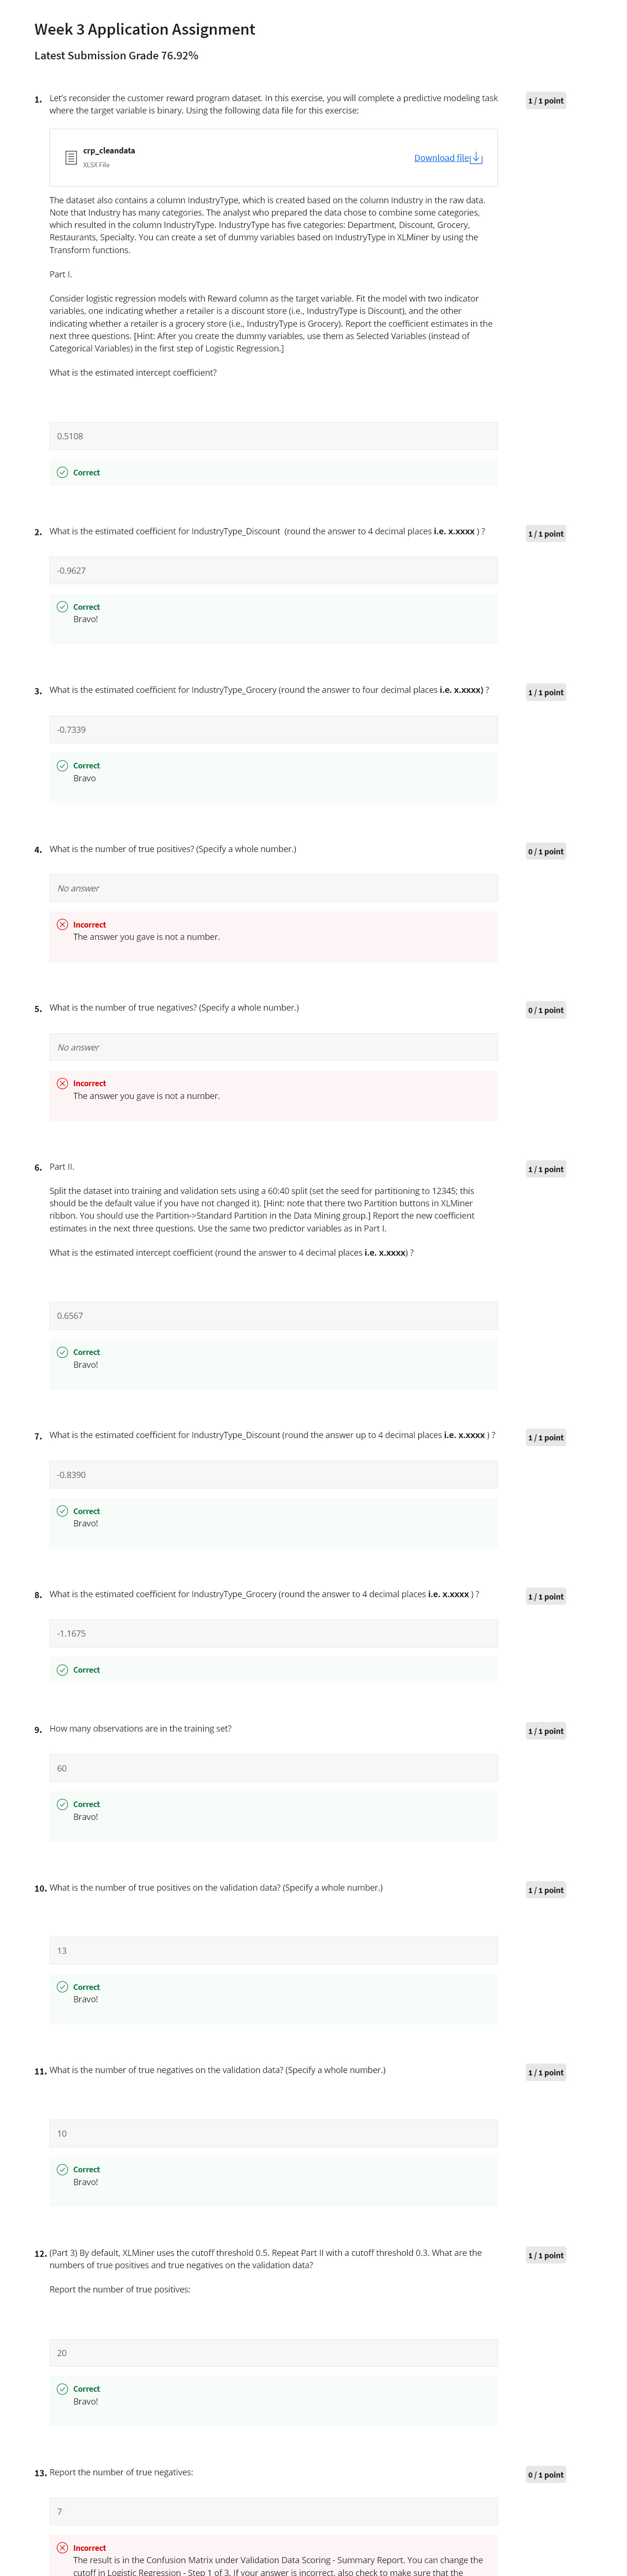 Week 3 Application Assignment
Latest Submission Grade 76.92%
1. Let's reconsider the customer reward program dataset. In this exercise, you will complete a predictive modeling task
where the target variable is binary. Using the following data file for this exercise:
1 / 1 point
crp_cleandata
XLSX File
Download file
The dataset also contains a column IndustryType, which is created based on the column Industry in the raw data.
Note that Industry has many categories. The analyst who prepared the data chose to combine some categories,
which resulted in the column IndustryType. IndustryType has five categories: Department, Discount, Grocery,
Restaurants, Specialty. You can create a set of dummy variables based on IndustryType in XLMiner by using the
Transform functions.
Part I.
Consider logistic regression models with Reward column as the target variable. Fit the model with two indicator
variables, one indicating whether a retailer is a discount store (i.e., IndustryType is Discount), and the other
indicating whether a retailer is a grocery store (i.e., IndustryType is Grocery). Report the coefficient estimates in the
next three questions. [Hint: After you create the dummy variables, use them as Selected Variables (instead of
Categorical Variables) in the first step of Logistic Regression.]
What is the estimated intercept coefficient?
0.5108
Correct
2. What is the estimated coefficient for IndustryType_Discount (round the answer to 4 decimal places i.e. x.xxxx ) ?
1 / 1 point
-0.9627
Correct
Bravo!
3. What is the estimated coefficient for IndustryType_Grocery (round the answer to four decimal places i.e. x.xxxx) ?
1 / 1 point
-0.7339
Correct
Bravo
4. What is the number of true positives? (Specify a whole number.)
0 / 1 point
No answer
Incorrect
The answer you gave is not a number.
5. What is the number of true negatives? (Specify a whole number.)
0 / 1 point
No answer
Incorrect
The answer you gave is not a number.
6. Part II.
1 / 1 point
Split the dataset into training and validation sets using a 60:40 split (set the seed for partitioning to 12345; this
should be the default value if you have not changed it). [Hint: note that there two Partition buttons in XLMiner
ribbon. You should use the Partition->Standard Partition in the Data Mining group.] Report the new coefficient
estimates in the next three questions. Use the same two predictor variables as in Part I.
What is the estimated intercept coefficient (round the answer to 4 decimal places i.e. x.xxxx) ?
0.6567
Correct
Bravo!
7. What is the estimated coefficient for IndustryType_Discount (round the answer up to 4 decimal places i.e. x.xxxx ) ?
1 / 1 point
-0.8390
Correct
Bravo!
8. What is the estimated coefficient for IndustryType_Grocery (round the answer to 4 decimal places i.e. x.xxxx ) ?
1 / 1 point
-1.1675
Correct
9. How many observations are in the training set?
1 / 1 point
60
Correct
Bravo!
10. What is the number of true positives on the validation data? (Specify a whole number.)
1 / 1 point
13
Correct
Bravo!
11. What is the number of true negatives on the validation data? (Specify a whole number.)
1 / 1 point
10
Correct
Bravo!
12. (Part 3) By default, XLMiner uses the cutoff threshold 0.5. Repeat Part II with a cutoff threshold 0.3. What are the
numbers of true positives and true negatives on the validation data?
1 / 1 point
Report the number of true positives:
20
Correct
Bravo!
13. Report the number of true negatives:
0 / 1 point
7
Incorrect
The result is in the Confusion Matrix under Validation Data Scoring - Summary Report. You can change the
cutoff in Logistic Regression - Step 1 of 3. If your answer is incorrect, also check to make sure that the